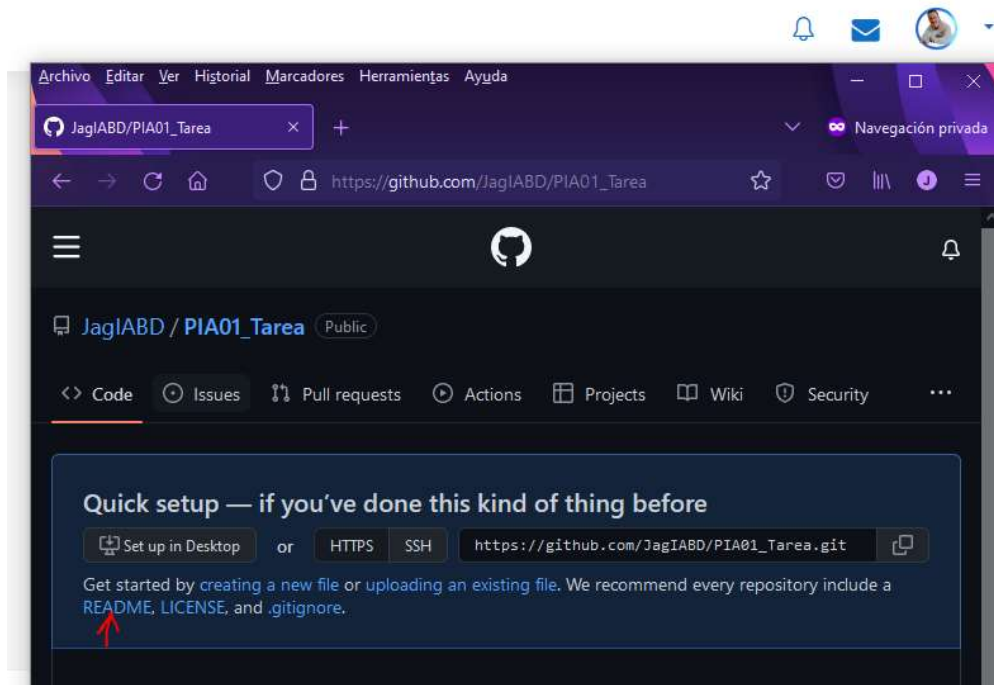 Archivo Editar Ver Historial Marcadores Herramientas Ayuda
JagIABD/PIA01_Tarea
Navegación privada
https://github.com/JagIABD/PIA01_Tarea
J
JagIABD / PIA01_Tarea Public
Code Issues Pull requests Actions Projects Wiki Security
Quick setup — if you've done this kind of thing before
Set up in Desktop or HTTPS SSH https://github.com/JagIABD/PIA01_Tarea.git
Get started by creating a new file or uploading an existing file. We recommend every repository include a
README, LICENSE, and .gitignore.